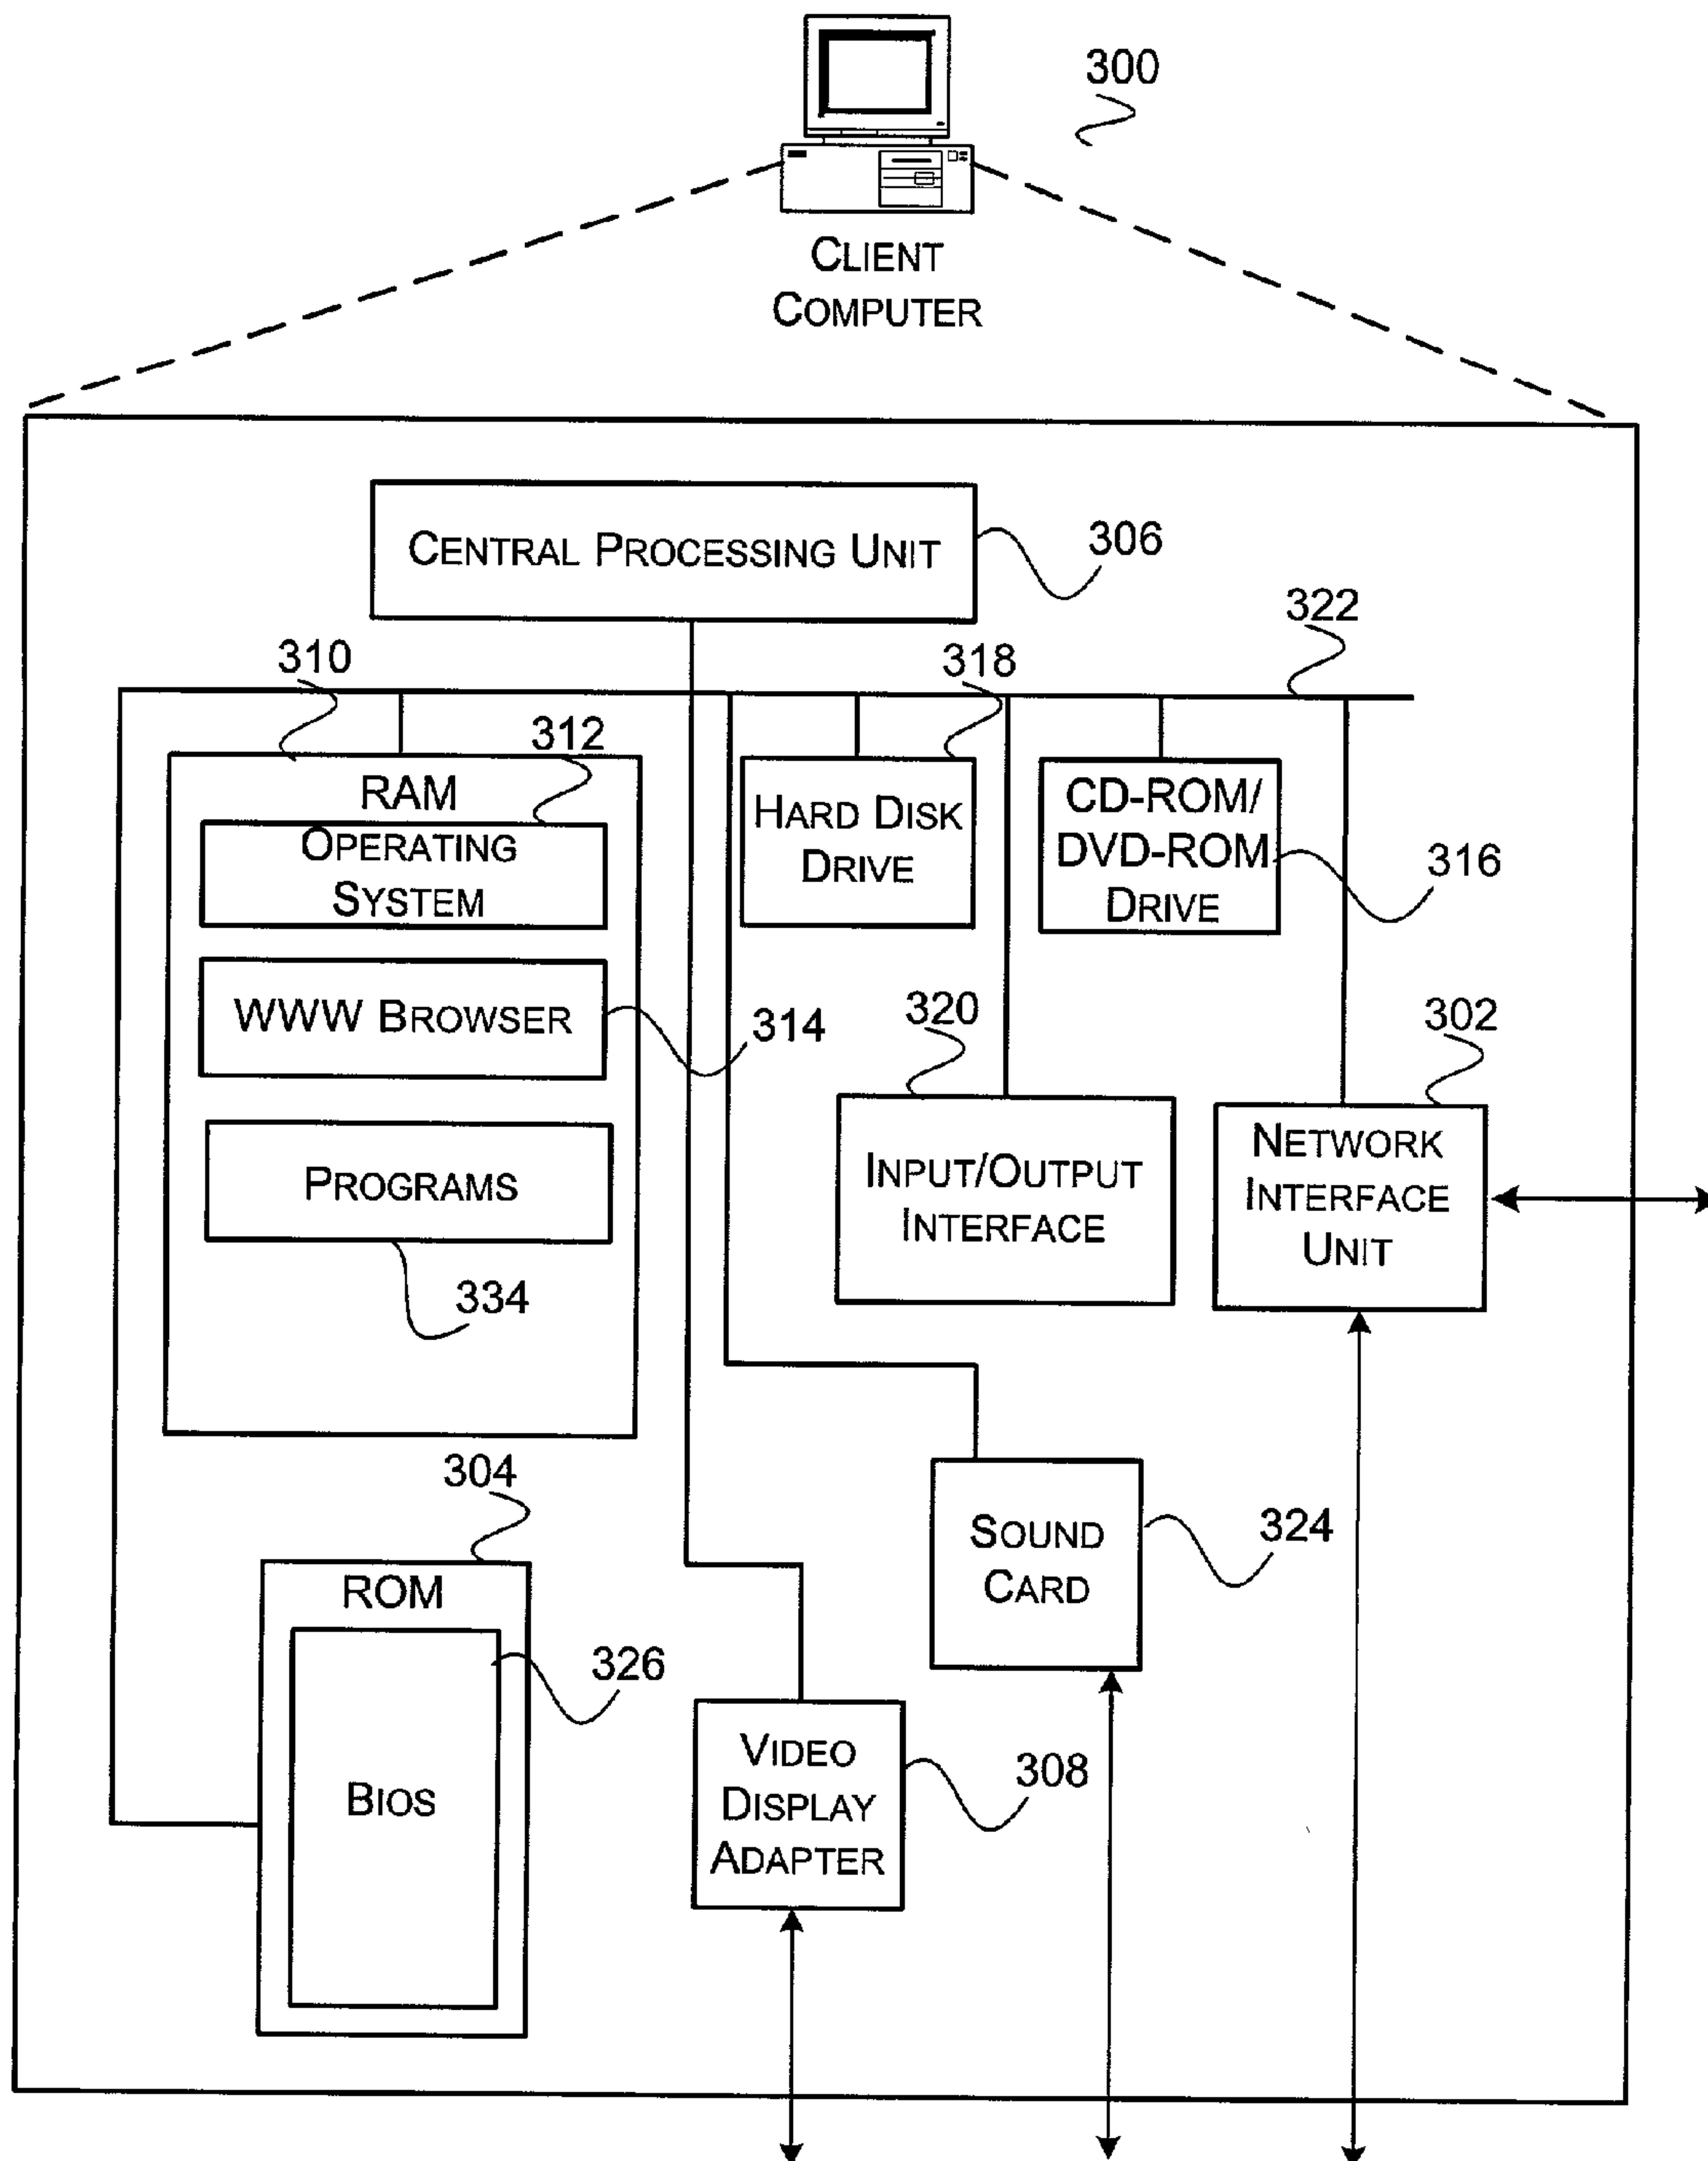 300
CLIENT
COMPUTER
CENTRAL PROCESSING UNIT
306
322
310
318
312
RAM
OPERATING
SYSTEM
HARD DISK
DRIVE
CD-ROM/
DVD-ROM
DRIVE
316
WWW BROWSER
314
320
302
PROGRAMS
334
INPUT/OUTPUT
INTERFACE
NETWORK
INTERFACE
UNIT
304
ROM
326
BIOS
SOUND
CARD
324
VIDEO
DISPLAY
ADAPTER
308